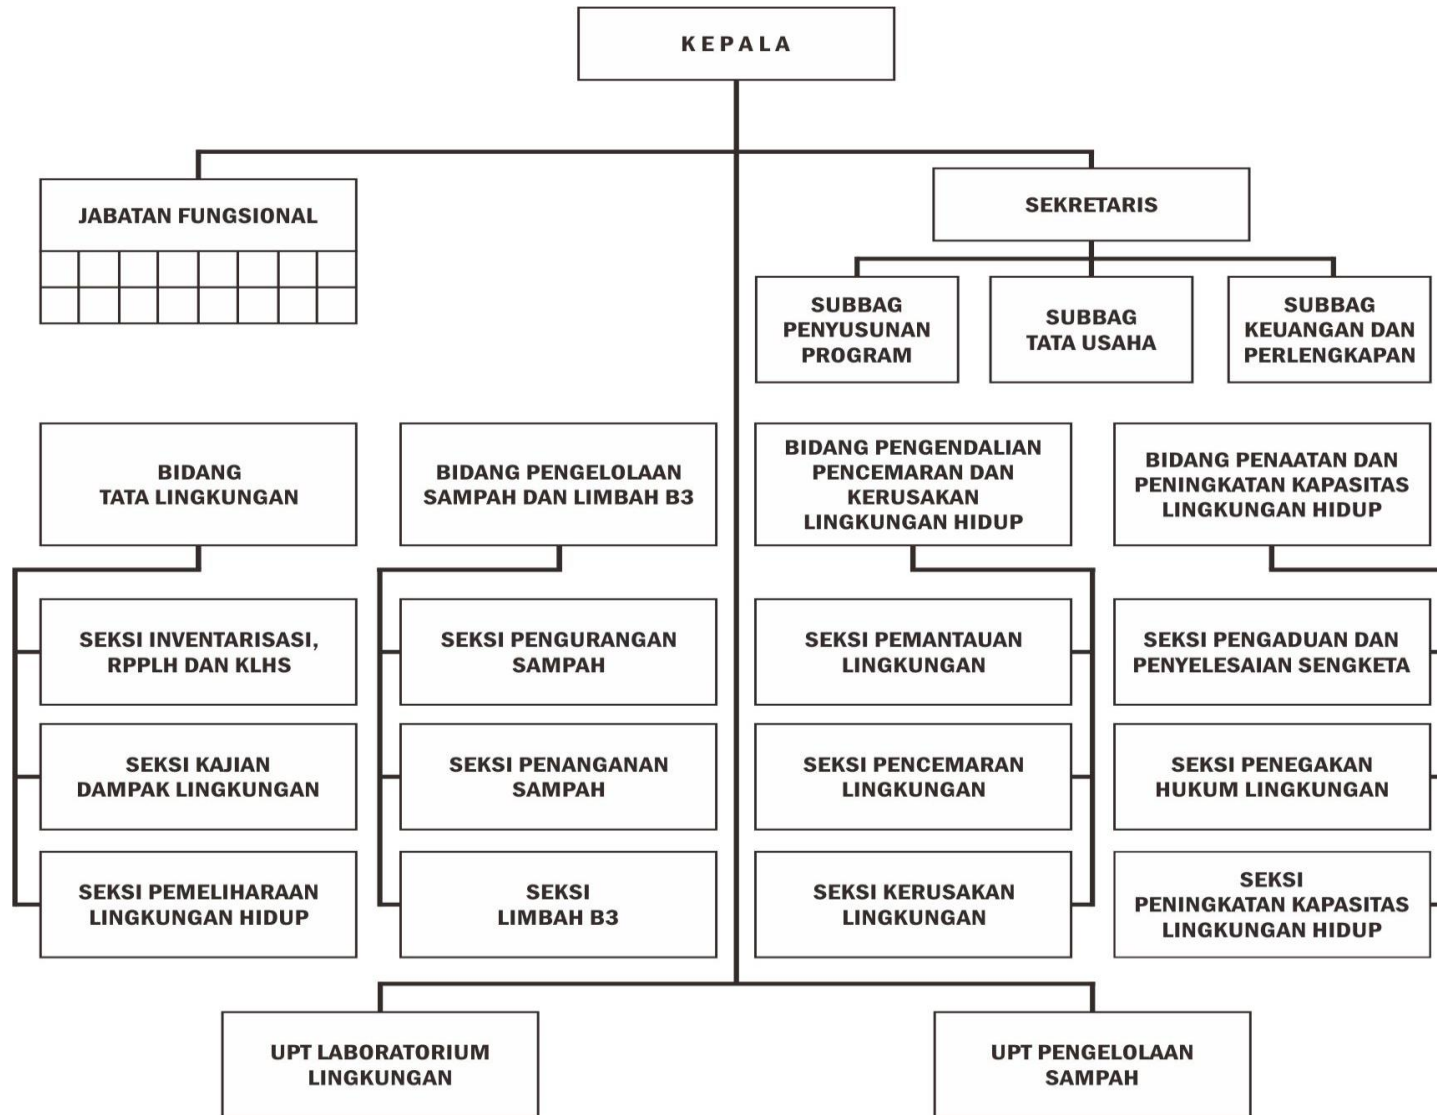 KEPALA
JABATAN FUNGSIONAL
SEKRETARIS
SUBBAG
PENYUSUNAN
PROGRAM
SUBBAG
TATA USAHA
SUBBAG
KEUANGAN DAN
PERLENGKAPAN
BIDANG
TATA LINGKUNGAN
BIDANG PENGELOLAAN
SAMPAH DAN LIMBAH B3
BIDANG PENGENDALIAN
PENCEMARAN DAN
KERUSAKAN
LINGKUNGAN HIDUP
BIDANG PENAATAN DAN
PENINGKATAN KAPASITAS
LINGKUNGAN HIDUP
SEKSI INVENTARISASI,
RPPLH DAN KLHS
SEKSI PENGURANGAN
SAMPAH
SEKSI PEMANTAUAN
LINGKUNGAN
SEKSI PENGADUAN DAN
PENYELESAIAN SENGKETA
SEKSI KAJIAN
DAMPAK LINGKUNGAN
SEKSI PENANGANAN
SAMPAH
SEKSI PENCEMARAN
LINGKUNGAN
SEKSI PENEGAKAN
HUKUM LINGKUNGAN
SEKSI PEMELIHARAAN
LINGKUNGAN HIDUP
SEKSI
LIMBAH B3
SEKSI KERUSAKAN
LINGKUNGAN
SEKSI
PENINGKATAN KAPASITAS
LINGKUNGAN HIDUP
UPT LABORATORIUM
LINGKUNGAN
UPT PENGELOLAAN
SAMPAH